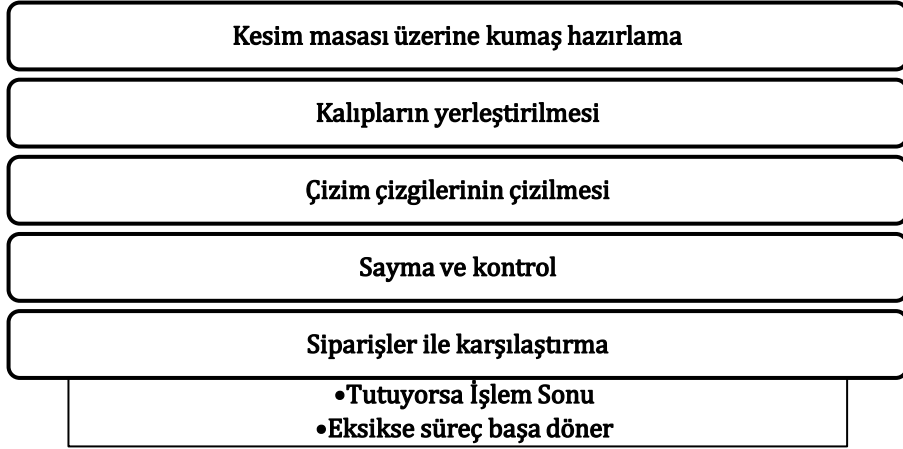 Kesim masası üzerine kumaş hazırlama
Kalıpların yerleştirilmesi
Çizim çizgilerinin çizilmesi
Sayma ve kontrol
Siparişler ile karşılaştırma
•Tutuyorsa İşlem Sonu
•Eksikse süreç başa döner